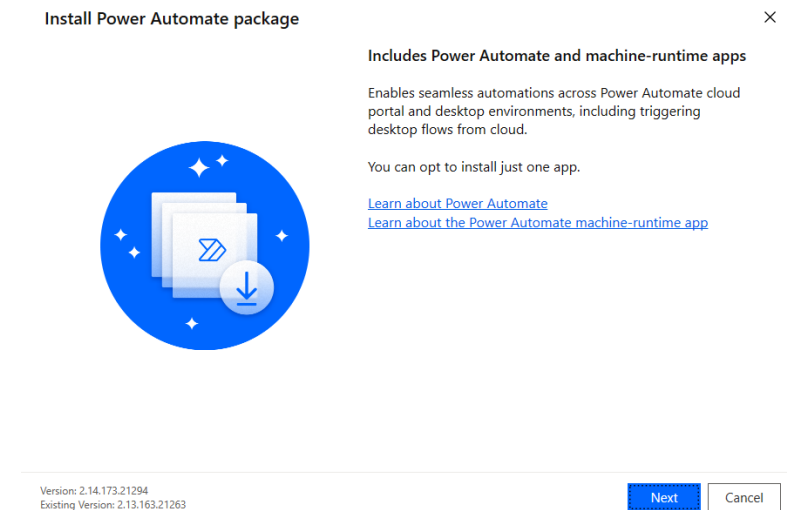 Install Power Automate package
Includes Power Automate and machine-runtime apps
Enables seamless automations across Power Automate cloud
portal and desktop environments, including triggering
desktop flows from cloud.
You can opt to install just one app.
Learn about Power Automate
Learn about the Power Automate machine-runtime app
Version: 2.14.173.21294
Existing Version: 2.13.163.21263
Next
Cancel